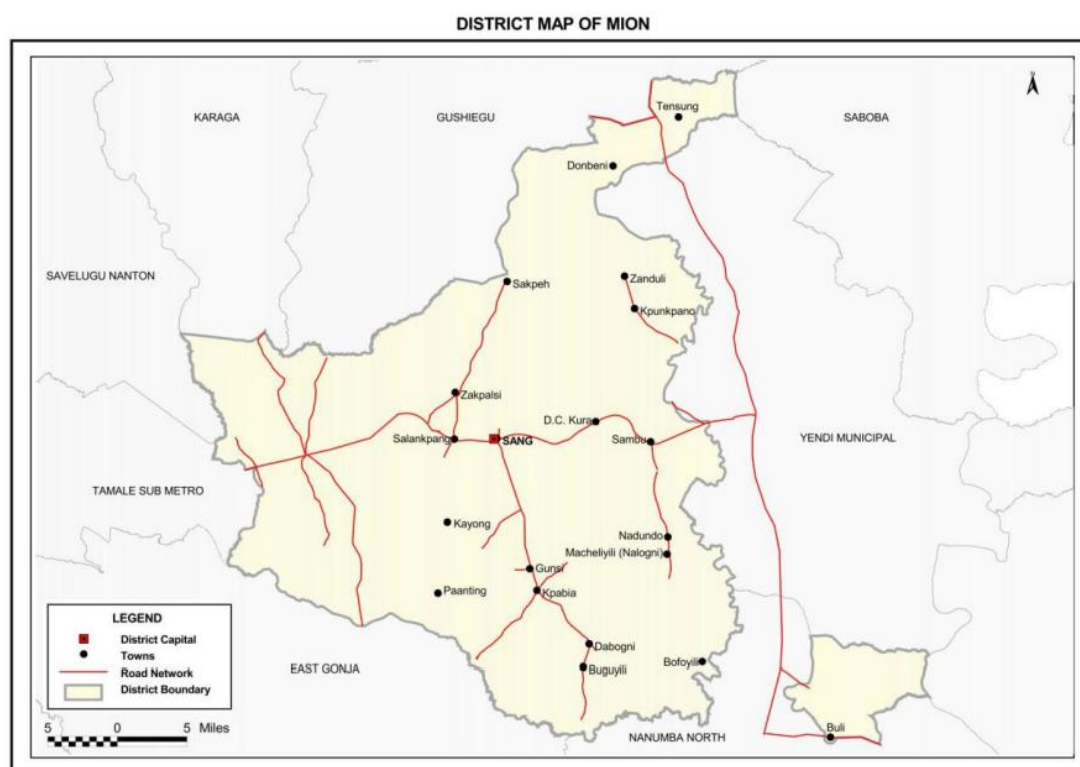 DISTRICT MAP OF MION
N
KARAGA
GUSHIEGU
Tensung
SABOBA
Donbeni
SAVELUGU NANTON
Sakpeh
Zanduli
Kpunkpano
Zakpalsi
D.C. Kura
Salankpang
SANG
Sambu
YENDI MUNICIPAL
TAMALE SUB METRO
Kayong
Nadundo
Macheliyili (Nalogni)
Gunsi
Paanting
Kpabia
LEGEND
District Capital
Towns
Road Network
District Boundary
Dabogni
EAST GONJA
Buguyili
Bofoyili
5 0 5 Miles
NANUMBA NORTH
Buli